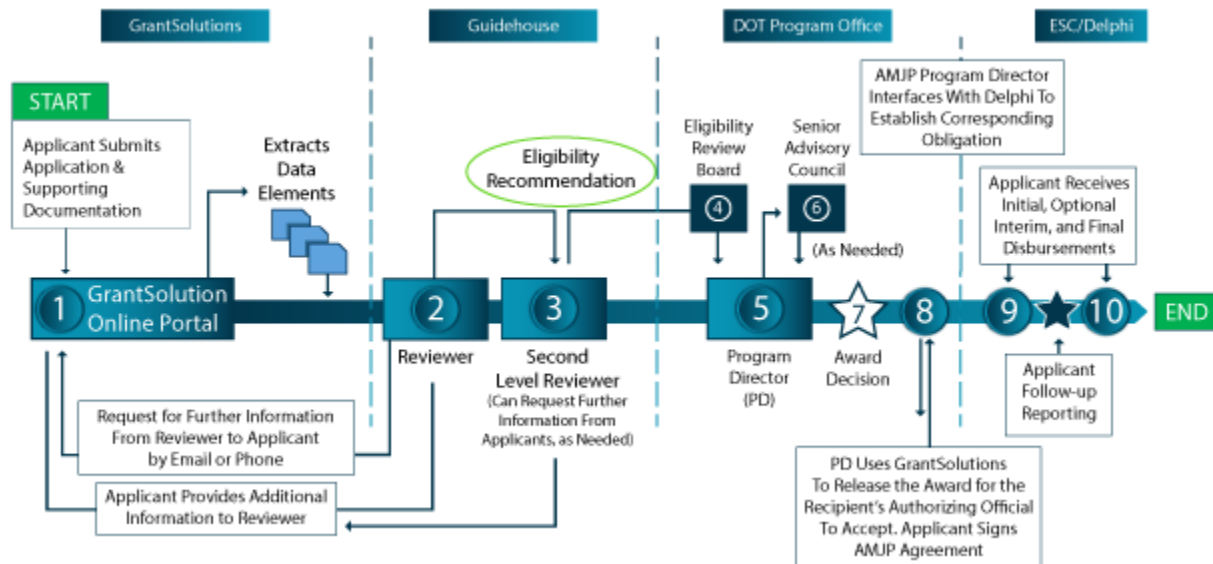 GrantSolutions
Guidehouse
DOT Program Office
ESC/Delphi
START
Applicant Submits
Application &
Supporting
Documentation
Extracts
Data
Elements
Eligibility
Recommendation
Eligibility
Review
Board
4
Senior
Advisory
Council
6
(As Needed)
AMJP Program Director
Interfaces With Delphi To
Establish Corresponding
Obligation
Applicant Receives
Initial, Optional
Interim, and Final
Disbursements
1
GrantSolution
Online Portal
2
Reviewer
3
Second
Level Reviewer
(Can Request Further
Information From
Applicants, as Needed)
5
Program
Director
(PD)
7
Award
Decision
8
9
10
END
Applicant
Follow-up
Reporting
Request for Further Information
From Reviewer to Applicant
by Email or Phone
Applicant Provides Additional
Information to Reviewer
PD Uses GrantSolutions
To Release the Award for the
Recipient's Authorizing Official
To Accept. Applicant Signs
AMJP Agreement